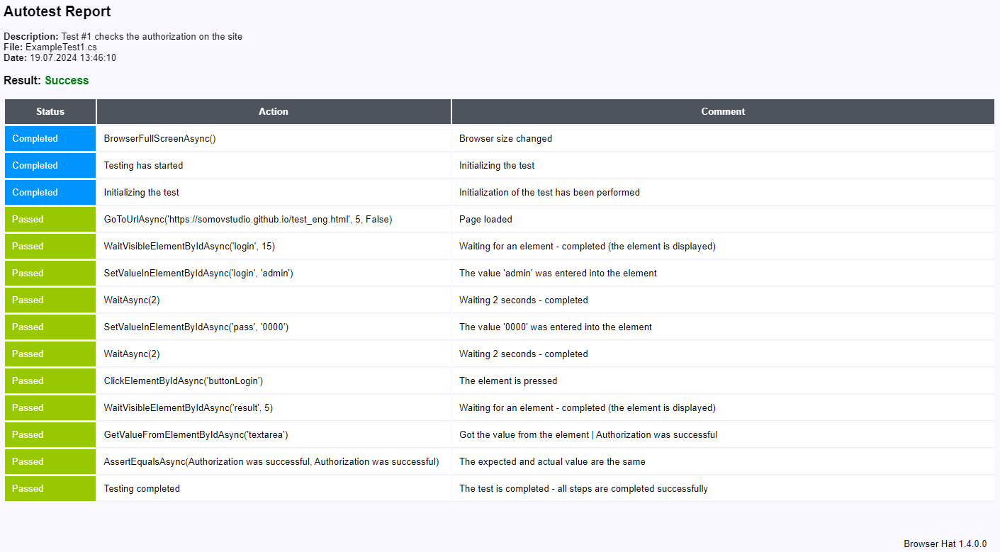 Autotest Report
Description: Test #1 checks the authorization on the site
File: ExampleTest1.cs
Date: 19.07.2024 13:46:10
Result: Success
Status Action Comment
Completed BrowserFullScreenAsync() Browser size changed
Completed Testing has started Initializing the test
Completed Initializing the test Initialization of the test has been performed
Passed GoToUrlAsync('https://somovstudio.github.io/test_eng.html', 5, False) Page loaded
Passed WaitVisibleElementByIdAsync('login', 15) Waiting for an element - completed (the element is displayed)
Passed SetValueInElementByIdAsync('login', 'admin') The value 'admin' was entered into the element
Passed WaitAsync(2) Waiting 2 seconds - completed
Passed SetValueInElementByIdAsync('pass', '0000') The value '0000' was entered into the element
Passed WaitAsync(2) Waiting 2 seconds - completed
Passed ClickElementByIdAsync('buttonLogin') The element is pressed
Passed WaitVisibleElementByIdAsync('result', 5) Waiting for an element - completed (the element is displayed)
Passed GetValueFromElementByIdAsync('textarea') Got the value from the element | Authorization was successful
Passed AssertEqualsAsync(Authorization was successful, Authorization was successful) The expected and actual value are the same
Passed Testing completed The test is completed - all steps are completed successfully
Browser Hat 1.4.0.0